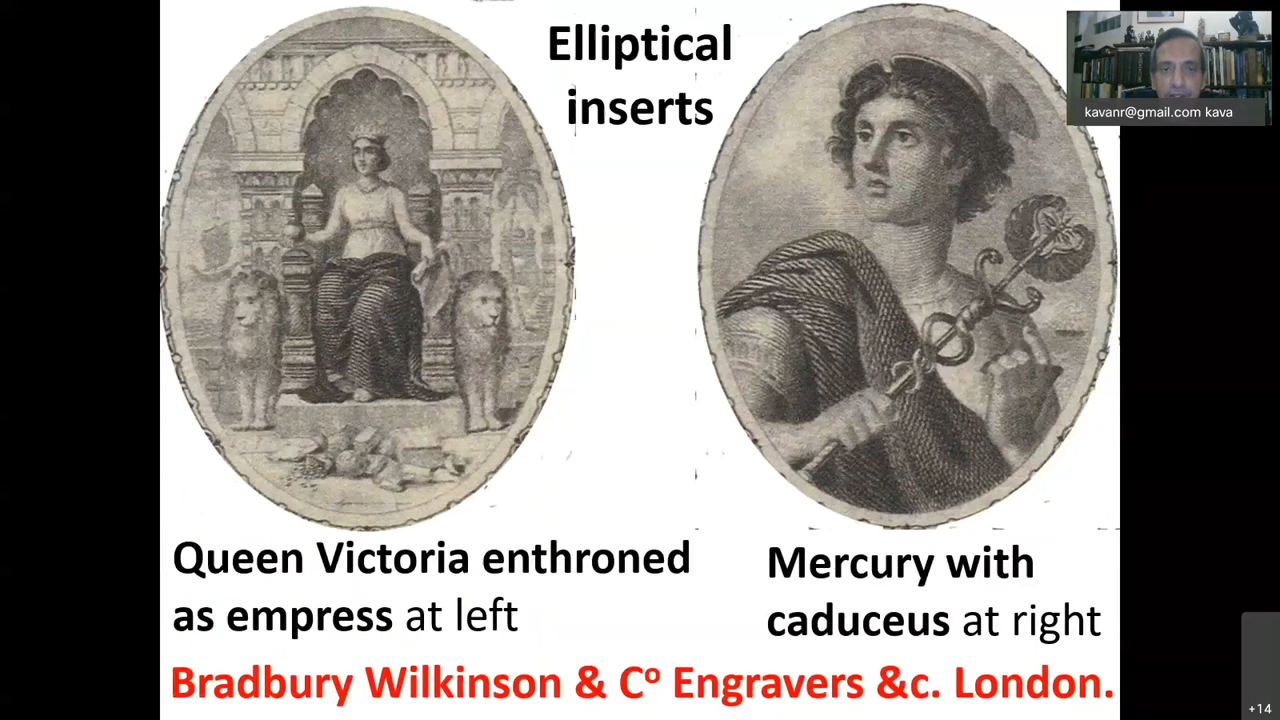 Elliptical
inserts
kavanr@gmail.com kava
Queen Victoria enthroned
as empress at left
Mercury with
caduceus at right
Bradbury Wilkinson & Cº Engravers &c. London.
+14